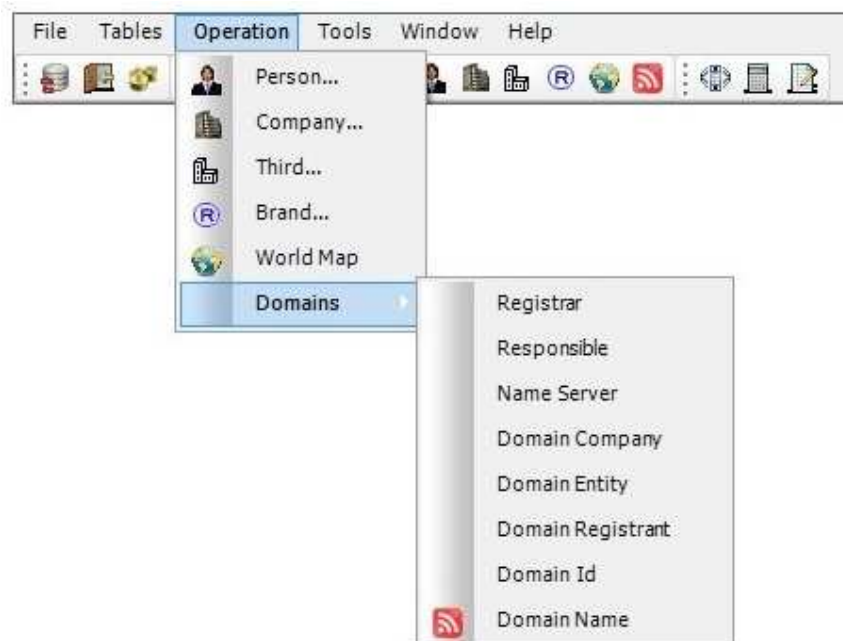 File Tables Operation Tools Window Help
Person...
Company...
Third...
Brand...
World Map
Domains
Registrar
Responsible
Name Server
Domain Company
Domain Entity
Domain Registrant
Domain Id
Domain Name